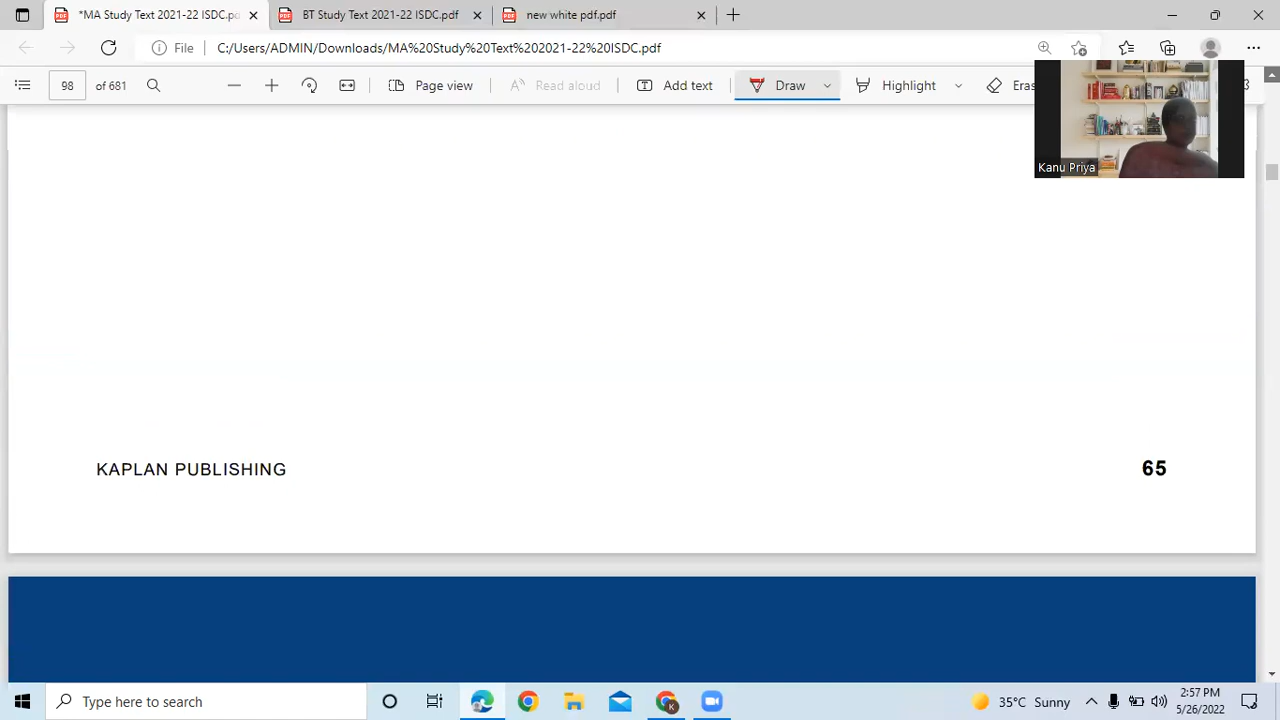 *MA Study Text 2021-22 ISDC.po
BT Study Text 2021-22 ISDC.pdf
new white pdf.pdf
File
C:/Users/ADMIN/Downloads/MA%20Study%20Text%202021-22%20ISDC.pdf
98 of 681
Page view
Read aloud
Add text
Draw
Highlight
Eras
3
Kanu Priya
KAPLAN PUBLISHING
65
Type here to search
35°C Sunny
2:57 PM
5/26/2022